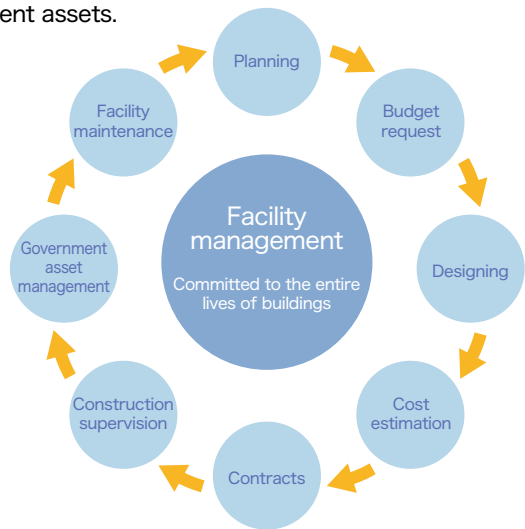 ent assets.
Planning
Budget
request
Designing
Cost
estimation
Contracts
Construction
supervision
Government
asset
management
Facility
maintenance
Facility
management
Committed to the entire
lives of buildings